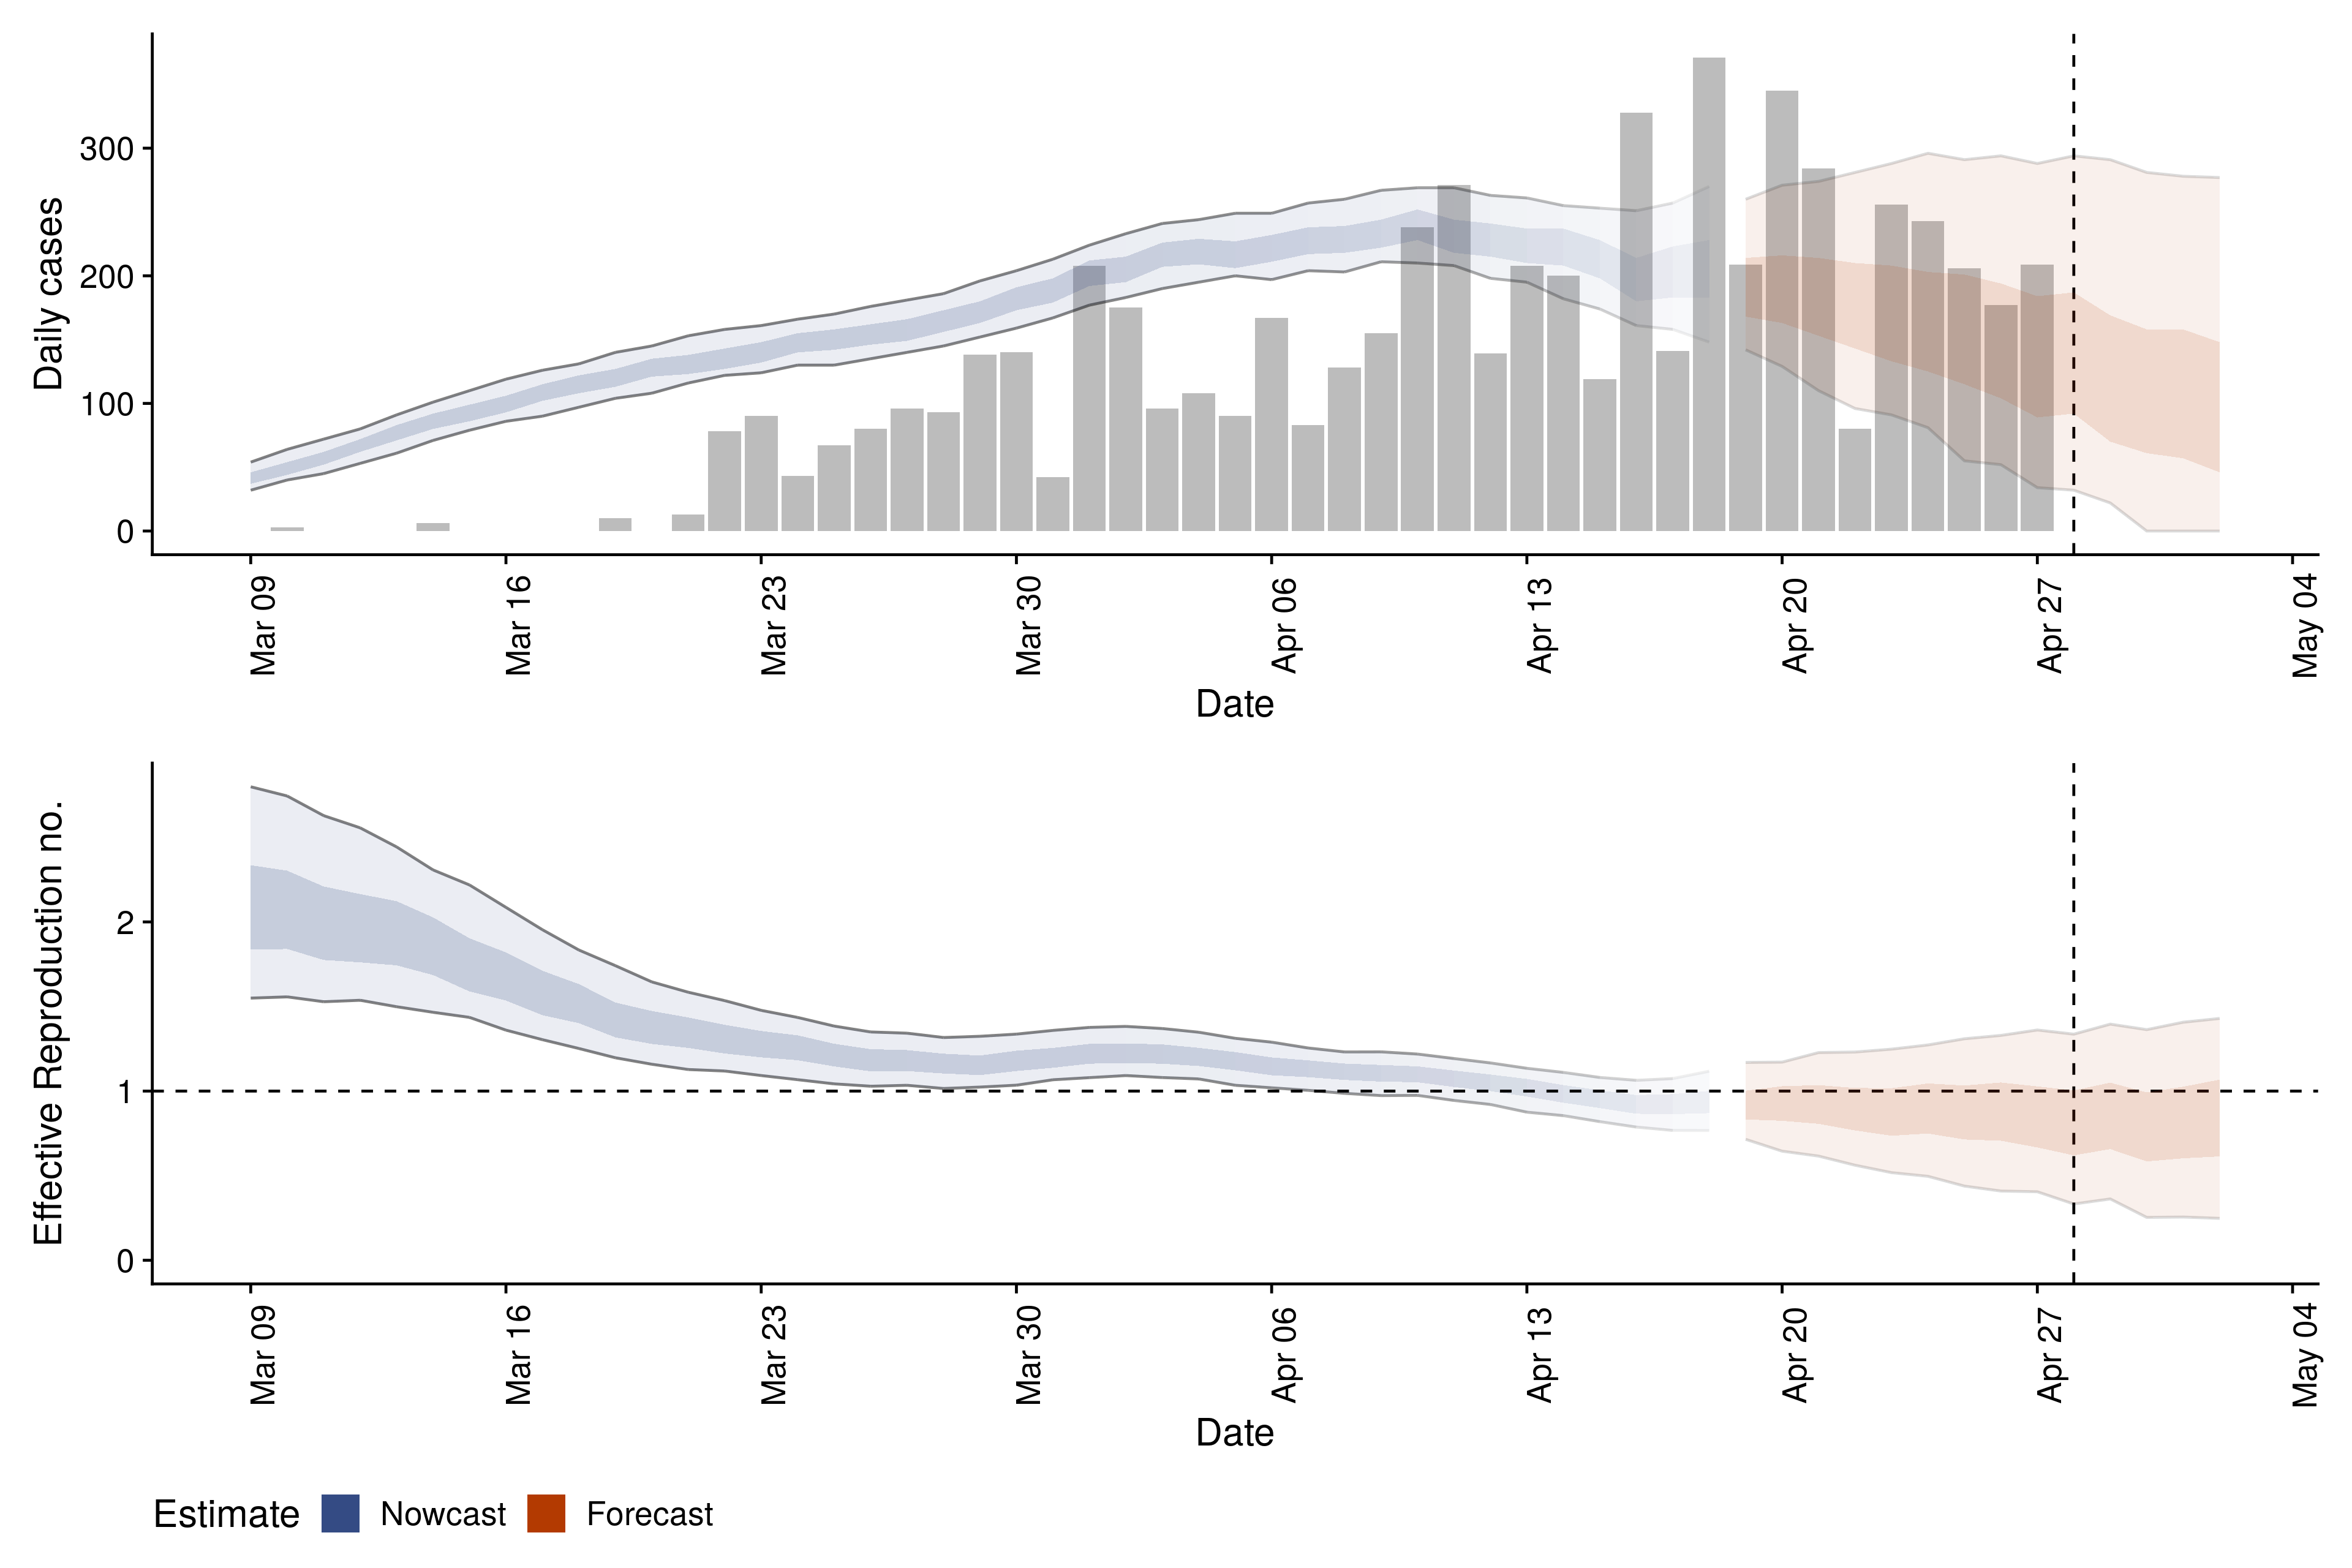 Daily cases
300
200
100
0
Mar 09
Mar 16
Mar 23
Mar 30
Apr 06
Apr 13
Apr 20
Apr 27
May 04
Date
Effective Reproduction no.
2
1
0
Mar 09
Mar 16
Mar 23
Mar 30
Apr 06
Apr 13
Apr 20
Apr 27
May 04
Date
Estimate Nowcast Forecast